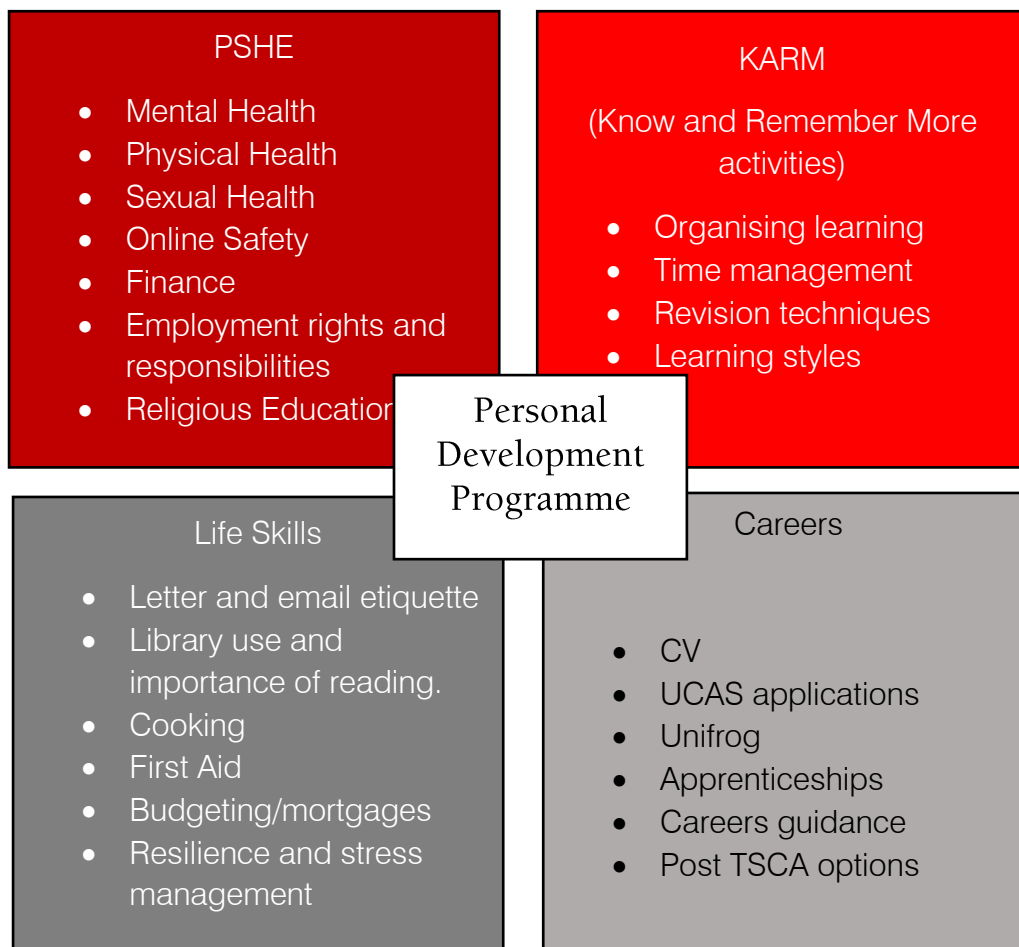 PSHE
• Mental Health
• Physical Health
• Sexual Health
• Online Safety
• Finance
• Employment rights and
responsibilities
• Religious Education
KARM
(Know and Remember More
activities)
• Organising learning
• Time management
• Revision techniques
• Learning styles
Personal
Development
Programme
Life Skills
• Letter and email etiquette
• Library use and
importance of reading.
• Cooking
• First Aid
• Budgeting/mortgages
• Resilience and stress
management
Careers
• CV
• UCAS applications
• Unifrog
• Apprenticeships
• Careers guidance
• Post TSCA options